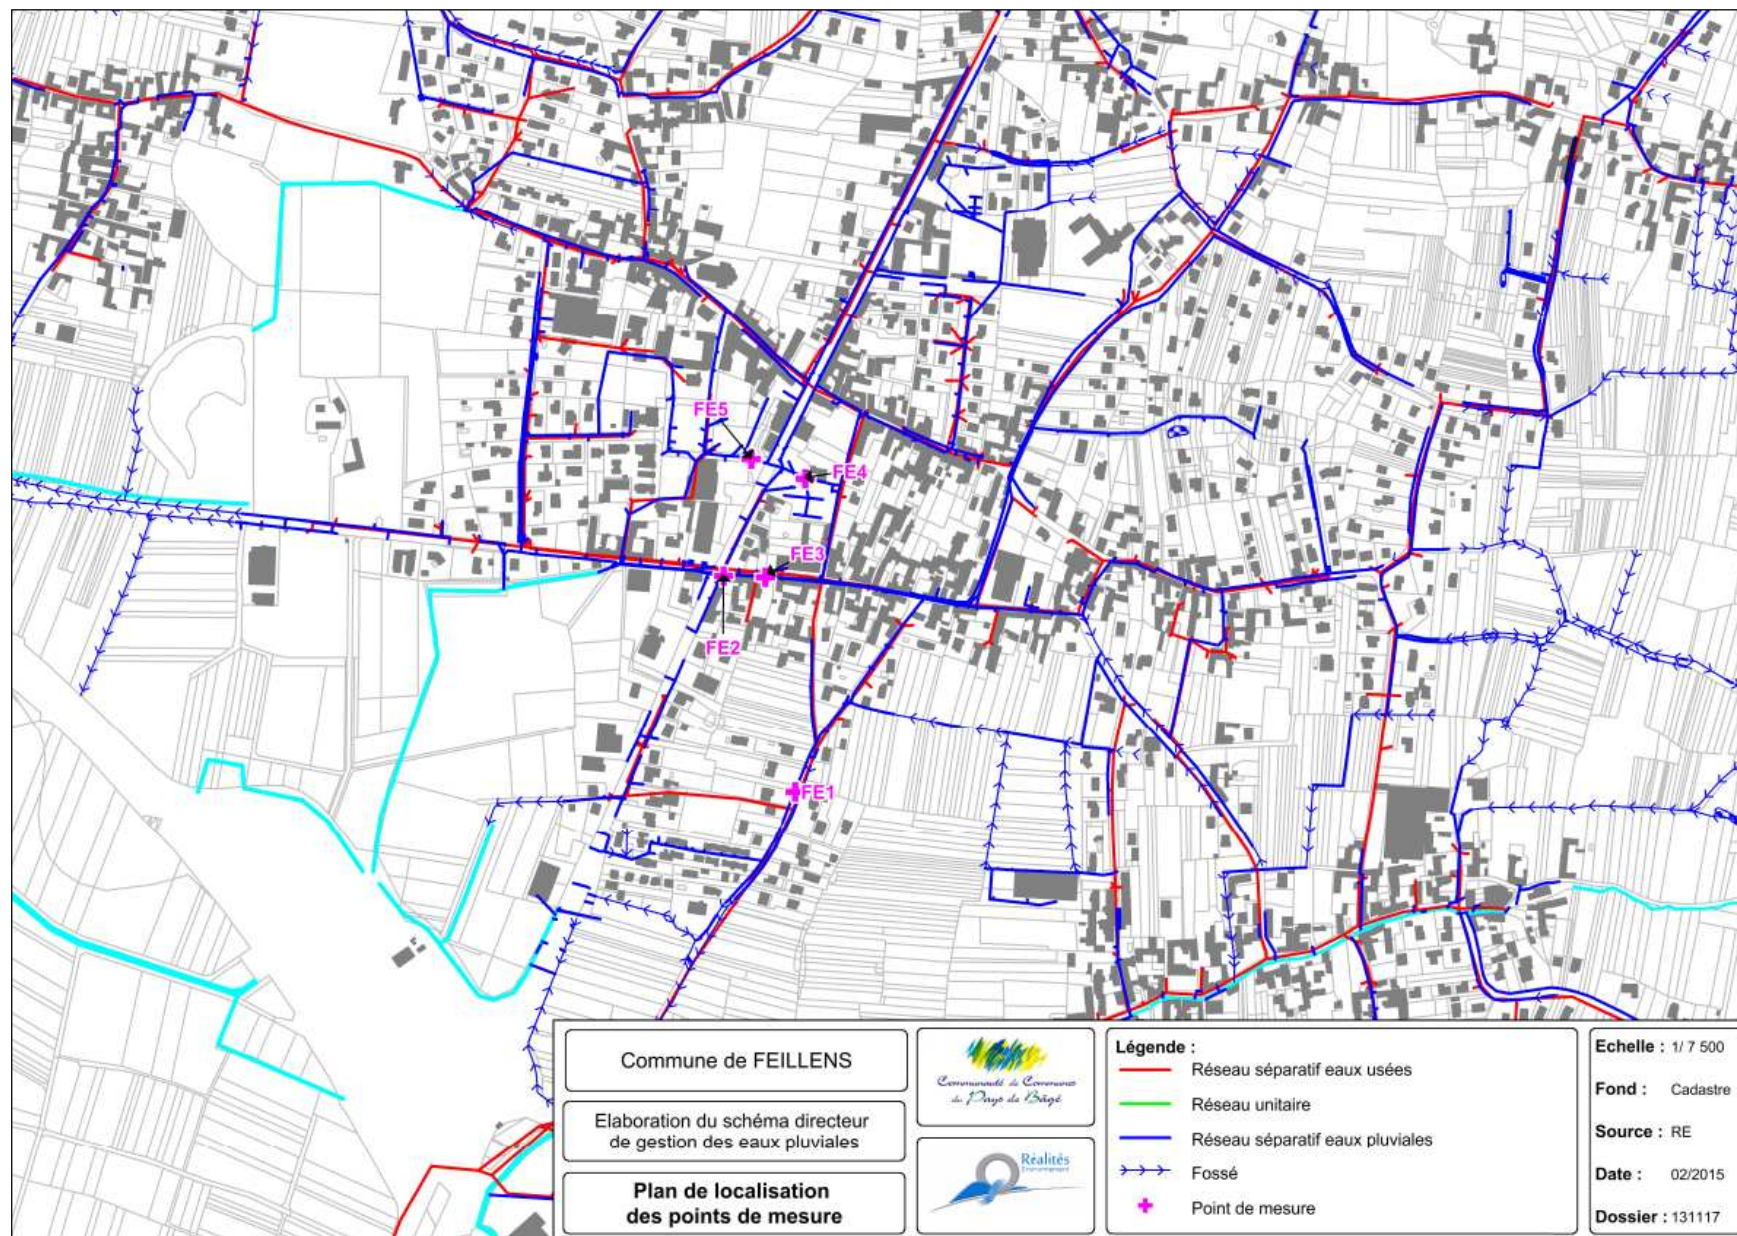 FE5
FE4
FE3
FE2
FE1
Commune de FEILLENS
Elaboration du schéma directeur
de gestion des eaux pluviales
Plan de localisation
des points de mesure
Communauté de Communes
du Pays de Bâgé
Réalités
Environnement
Légende :
Réseau séparatif eaux usées
Réseau unitaire
Réseau séparatif eaux pluviales
Fossé
Point de mesure
Echelle : 1/ 7 500
Fond : Cadastre
Source : RE
Date : 02/2015
Dossier : 131117